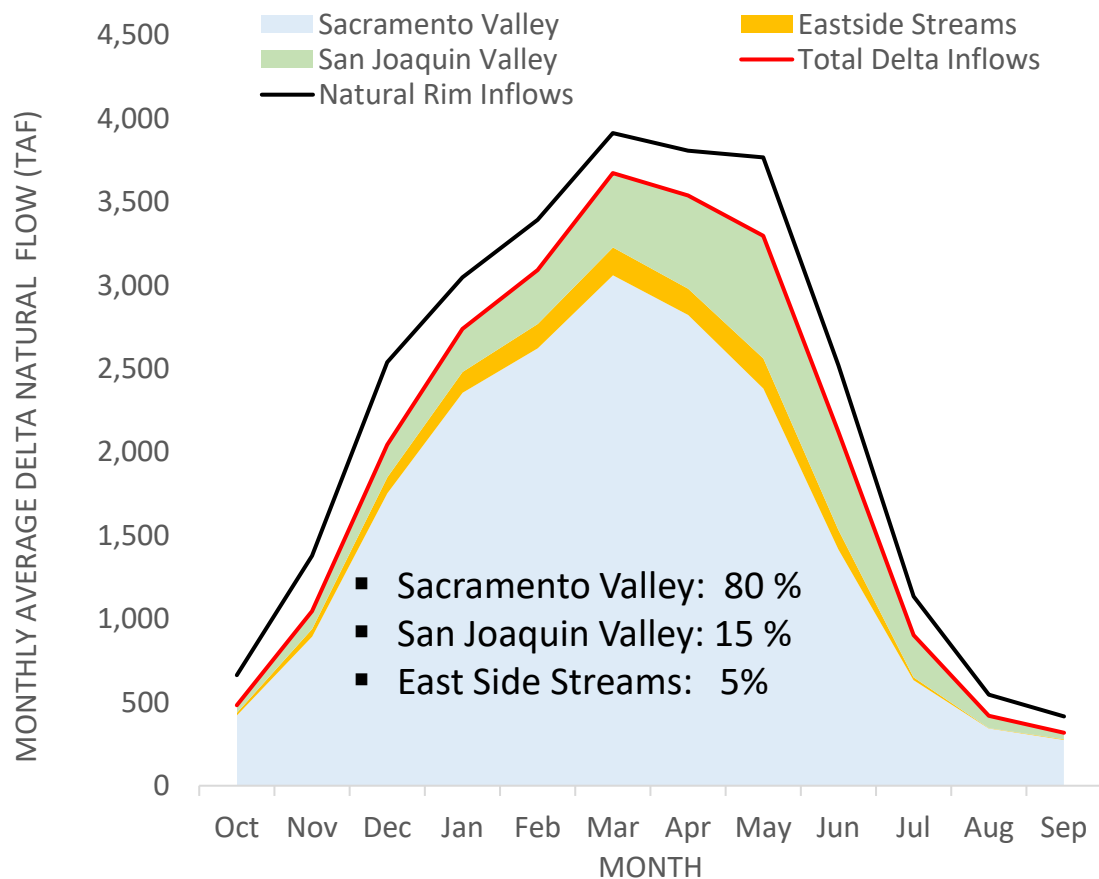 Sacramento Valley
Eastside Streams
San Joaquin Valley
Total Delta Inflows
Natural Rim Inflows
MONTHLY AVERAGE DELTA NATURAL FLOW (TAF)
4,500
4,000
3,500
3,000
2,500
2,000
1,500
1,000
500
0
▪ Sacramento Valley: 80 %
▪ San Joaquin Valley: 15 %
▪ East Side Streams: 5%
Oct Nov Dec Jan Feb Mar Apr May Jun Jul Aug Sep
MONTH